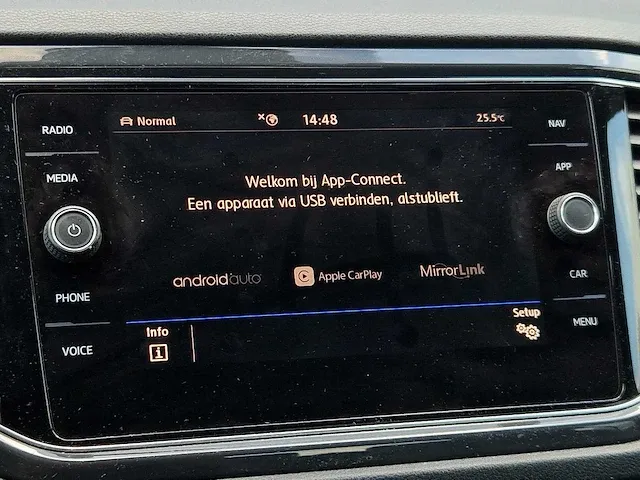 RADIO
MEDIA
PHONE
VOICE
Normal
14:48
25.5°C
Welkom bij App-Connect.
Een apparaat via USB verbinden, alstublieft.
androidauto
Apple CarPlay
MirrorLink
Info
Setup
NAV
APP
CAR
MENU